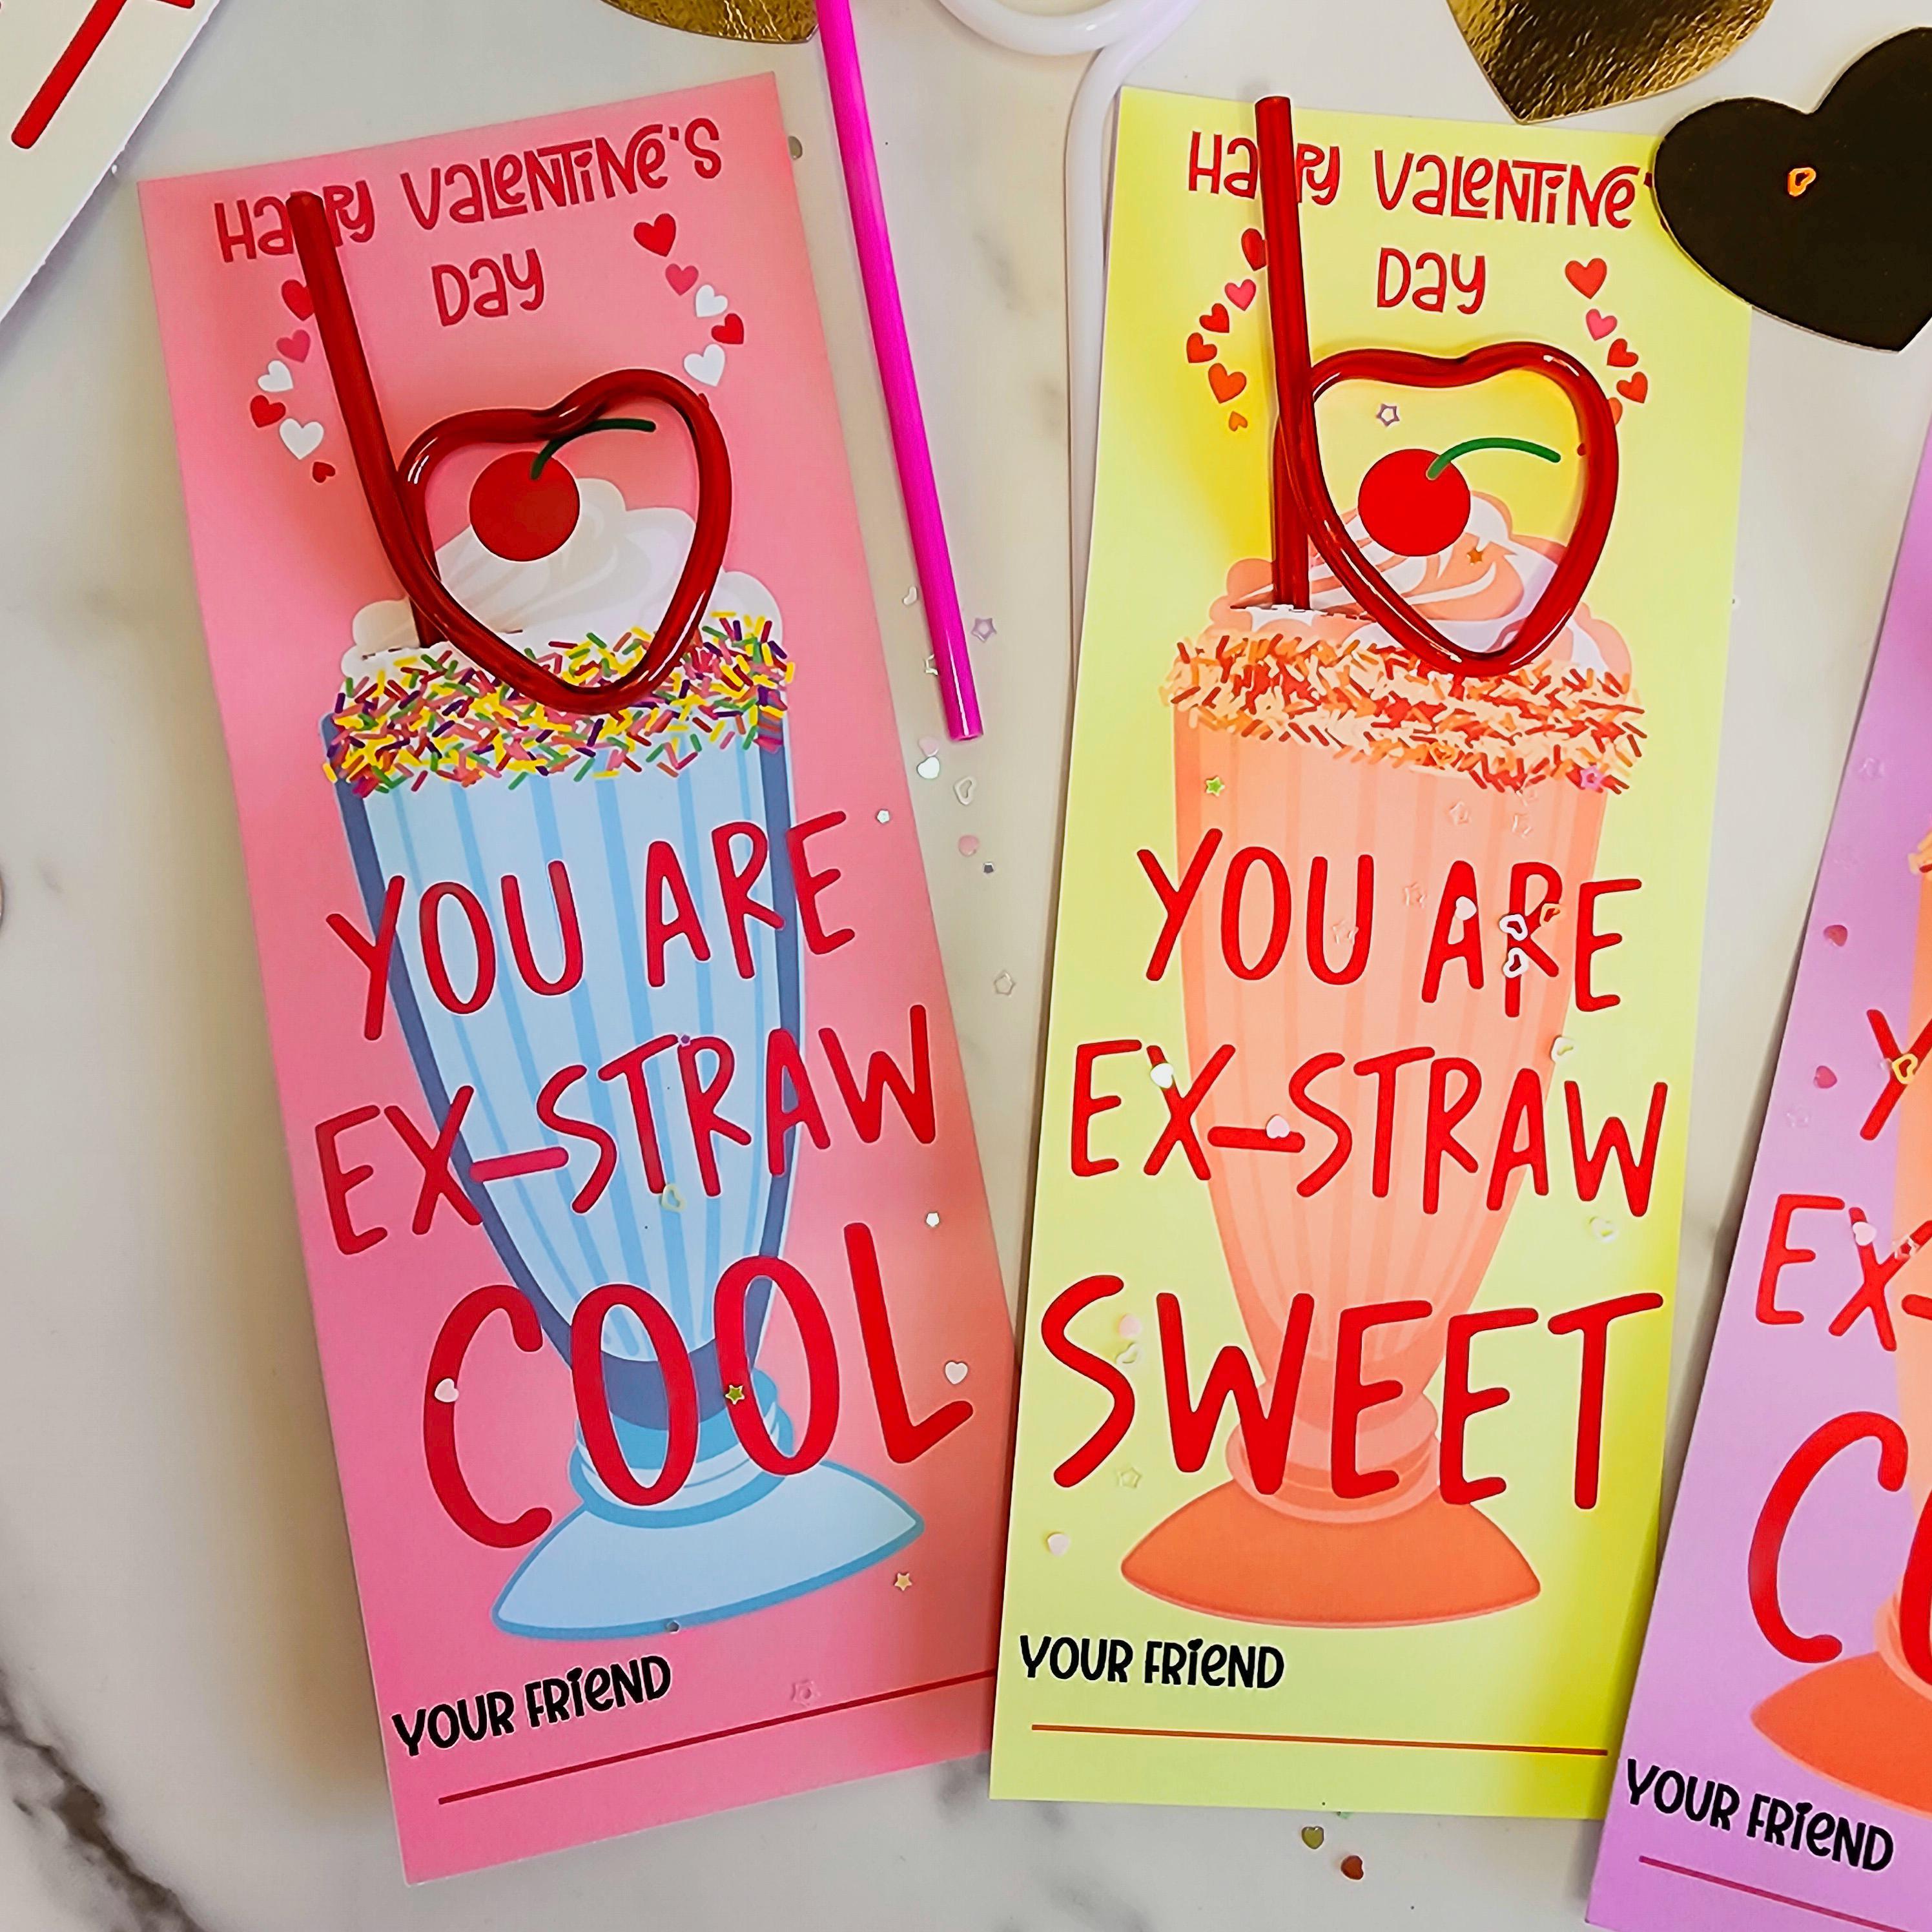 Happy Valentine's
Day
YOU ARE
EX-STRAW
COOL
YOUR FRIEND
Happy Valentine'
Day
YOU ARE
EX-STRAW
SWEET
YOUR FRIEND
Y
EX-
C
YOUR FRIEND